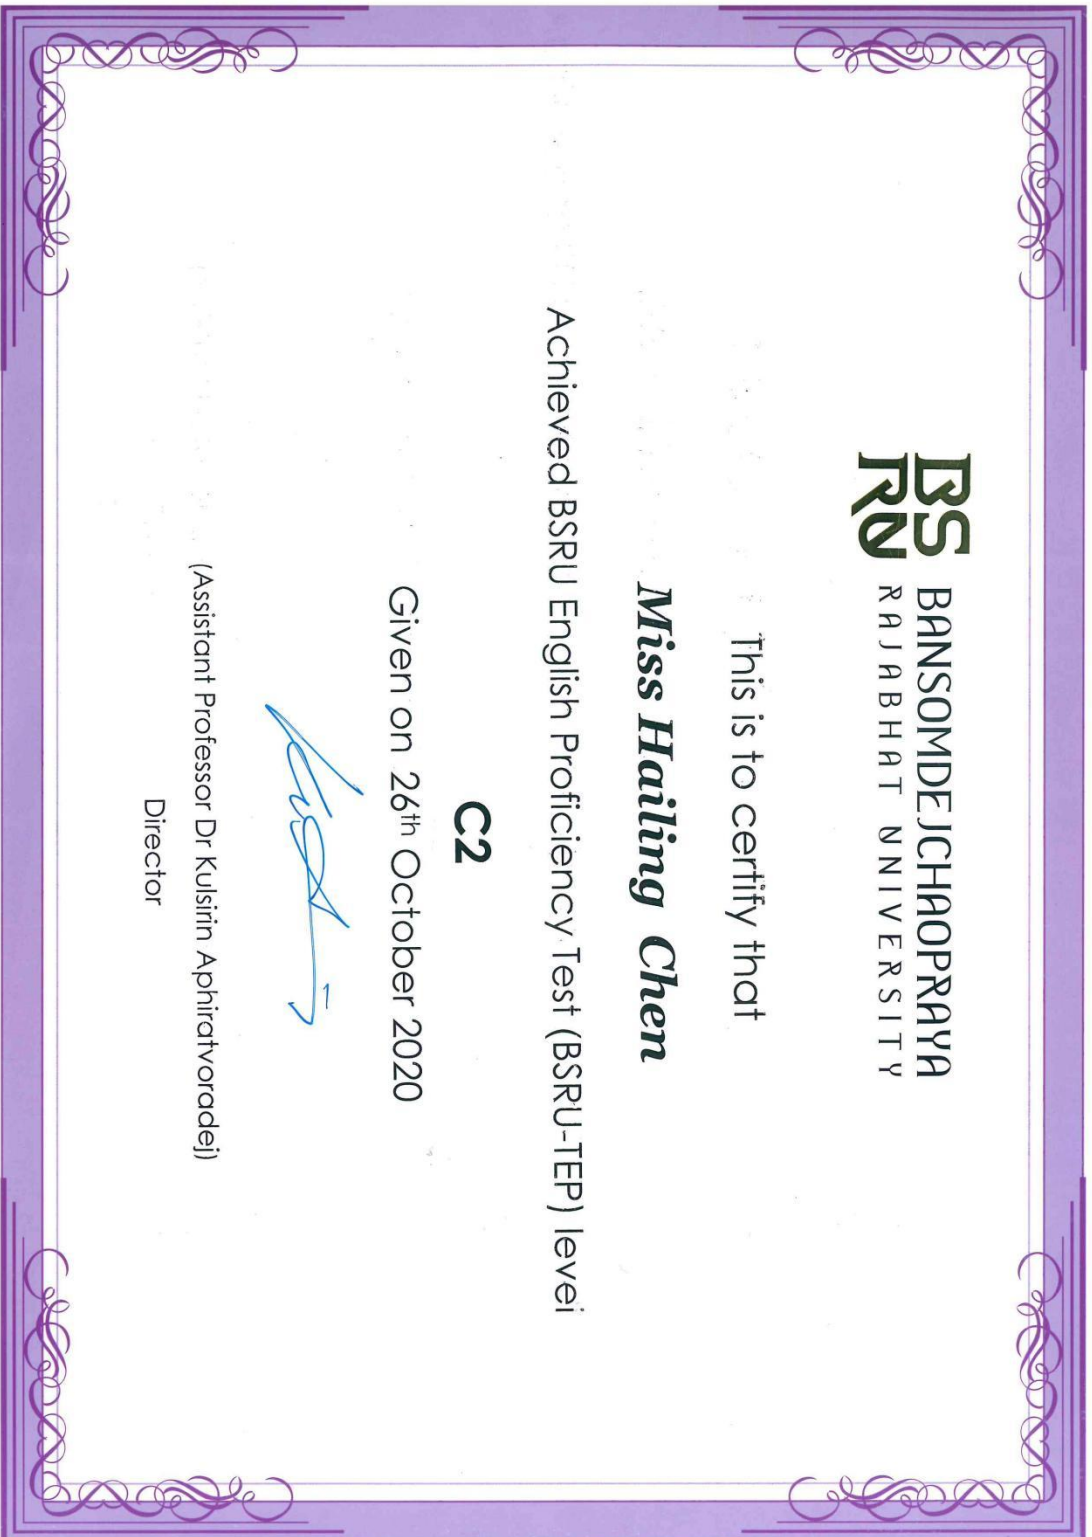 BS
RU
BANSOMDEJCHAOPRAYA
RAJABHAT UNIVERSITY
This is to certify that
Miss Hailing Chen
Achieved BSRU English Proficiency Test (BSRU-TEP) level
C2
Given on 26th October 2020
(Assistant Professor Dr Kulsirin Aphiratvoradej)
Director